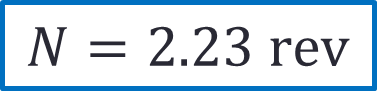 N = 2.23 rev